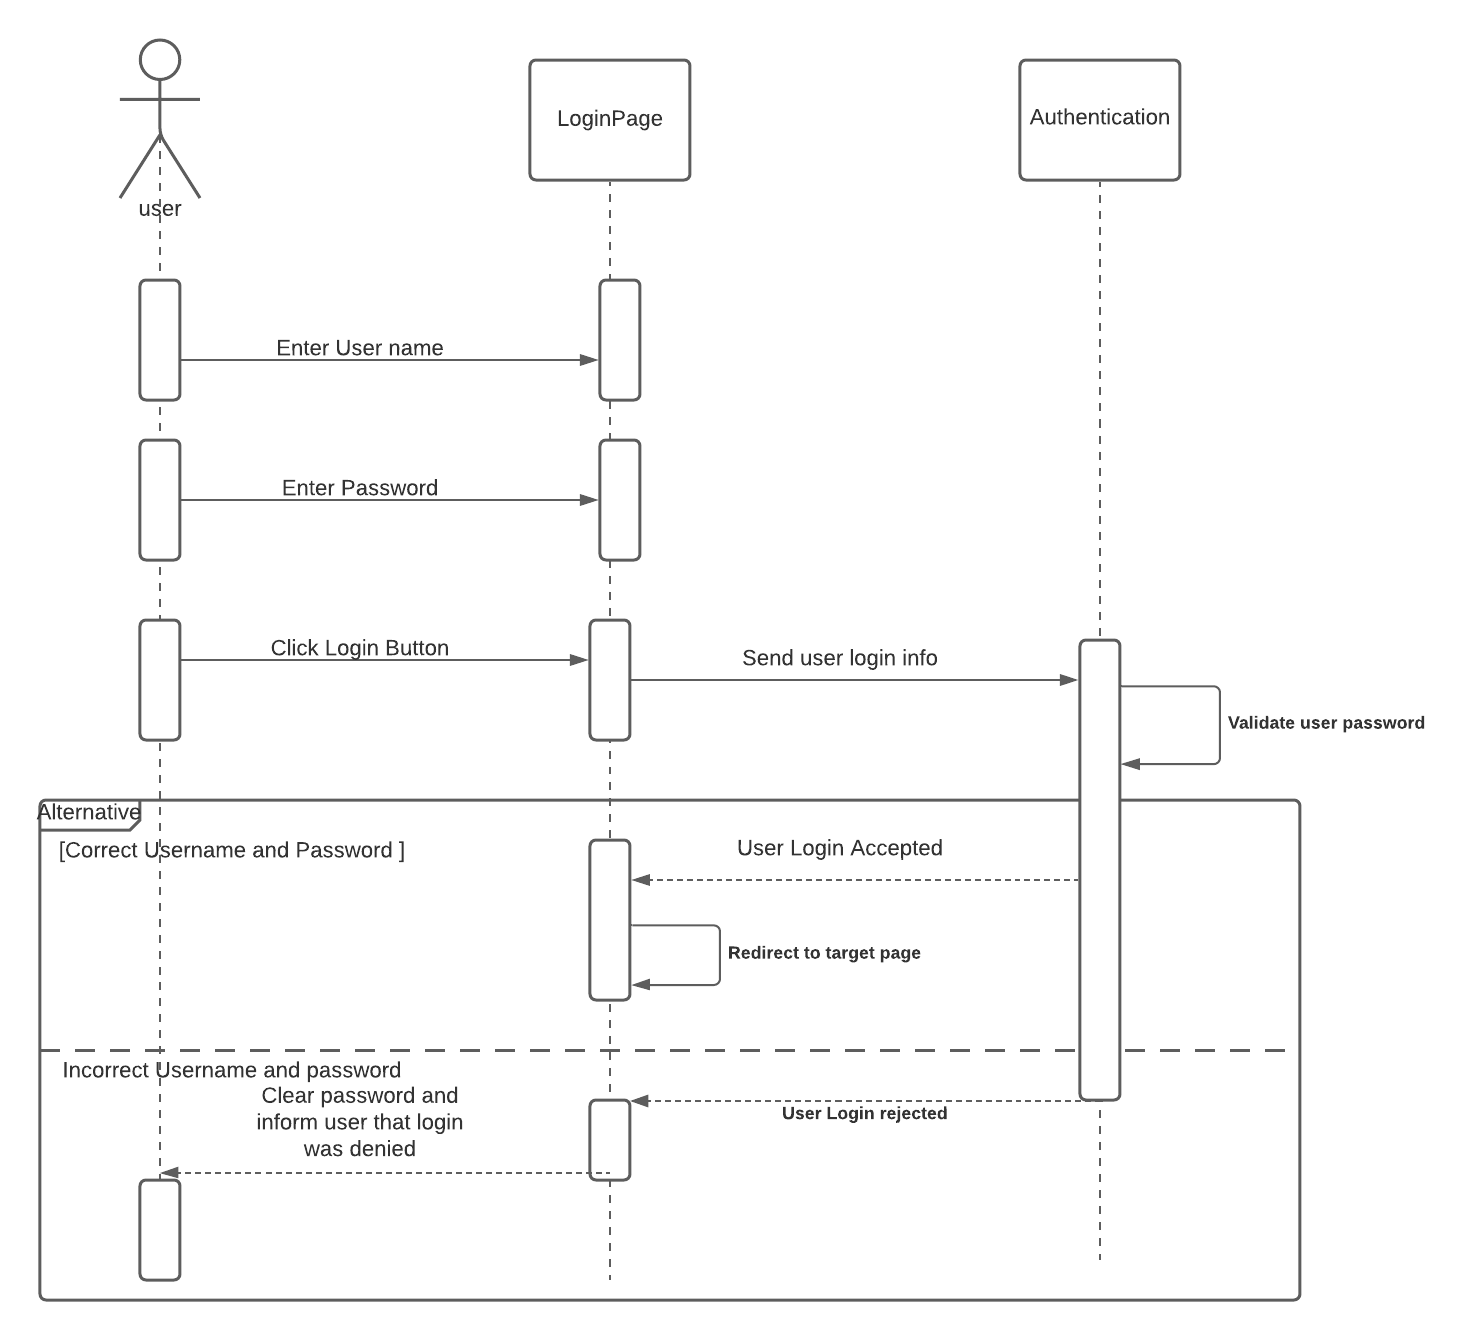 LoginPage
Authentication
user
Enter User name
Enter Password
Click Login Button
Send user login info
Validate user password
Alternative
[Correct Username and Password ]
User Login Accepted
Redirect to target page
Incorrect Username and password
Clear password and
inform user that login
was denied
User Login rejected